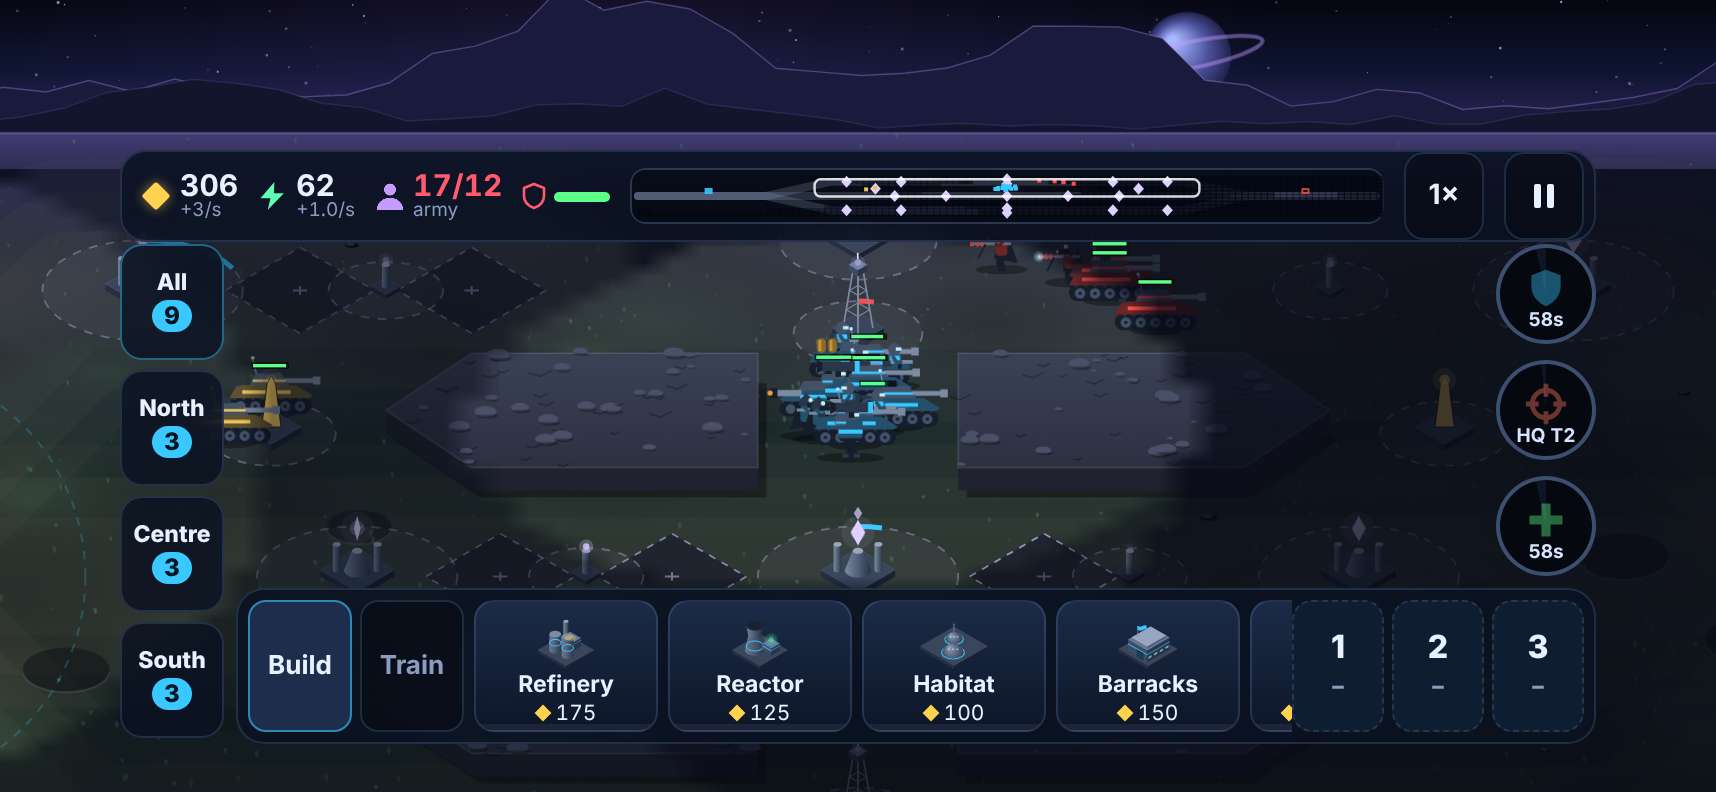 306
+3/s
62
+1.0/s
17/12
army
1×
All
9
North
3
Centre
3
South
3
58s
HQ T2
58s
Build
Train
Refinery
175
Reactor
125
Habitat
100
Barracks
150
1
–
2
–
3
–